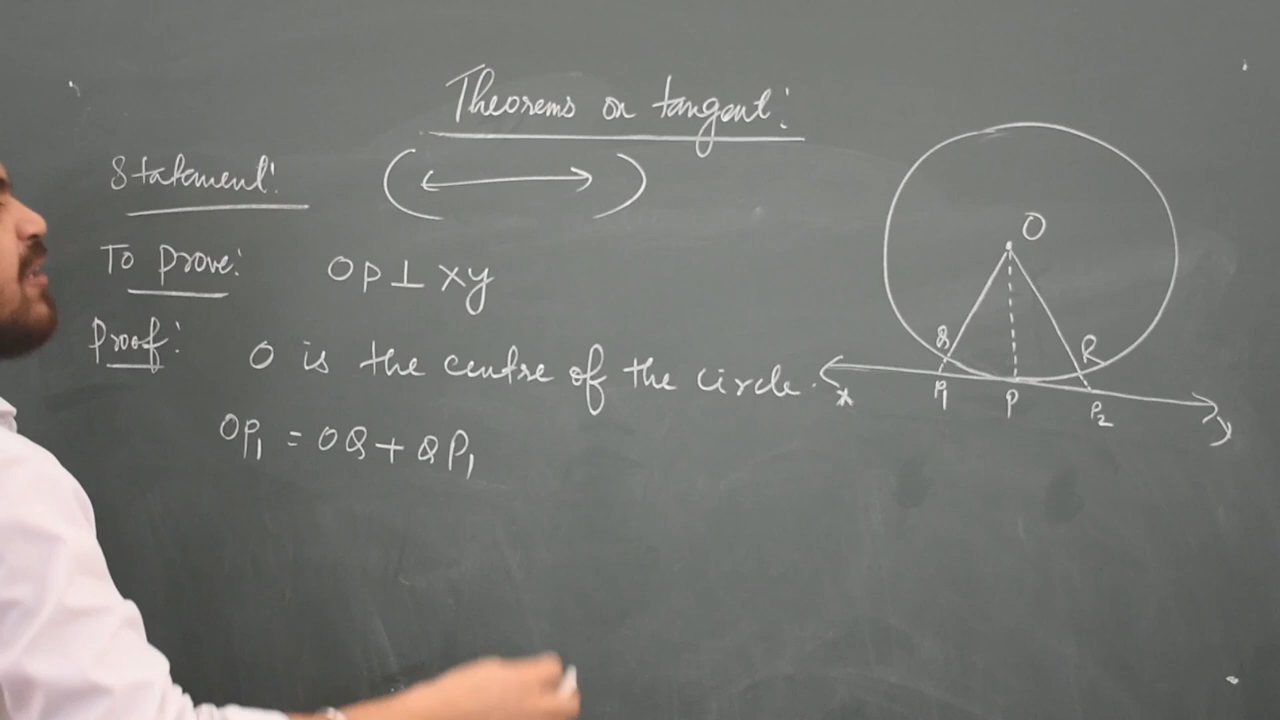 Theorems on tangent:
Statement:
To prove: OP ⊥ xy
Proof: O is the centre of the circle.
OP₁ = OQ + QP₁
O
Q
R
x
P₁
P
P₂
y